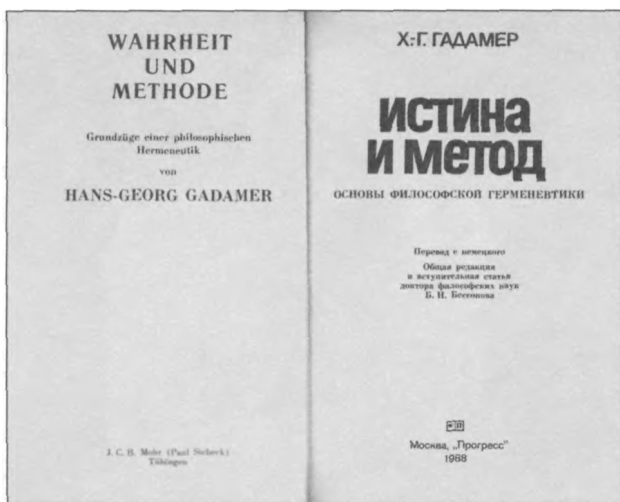 WAHRHEIT
UND
METHODE
Grundzüge einer philosophischen
Hermeneutik
von
HANS-GEORG GADAMER
J. C. B. Mohr (Paul Siebeck)
Tübingen
Х.-Г. ГАДАМЕР
ИСТИНА
И МЕТОД
ОСНОВЫ ФИЛОСОФСКОЙ ГЕРМЕНЕВТИКИ
Перевод с немецкого
Общая редакция
и вступительная статья
доктора философских наук
Б. Н. Бессонова
Москва, „Прогресс”
1988